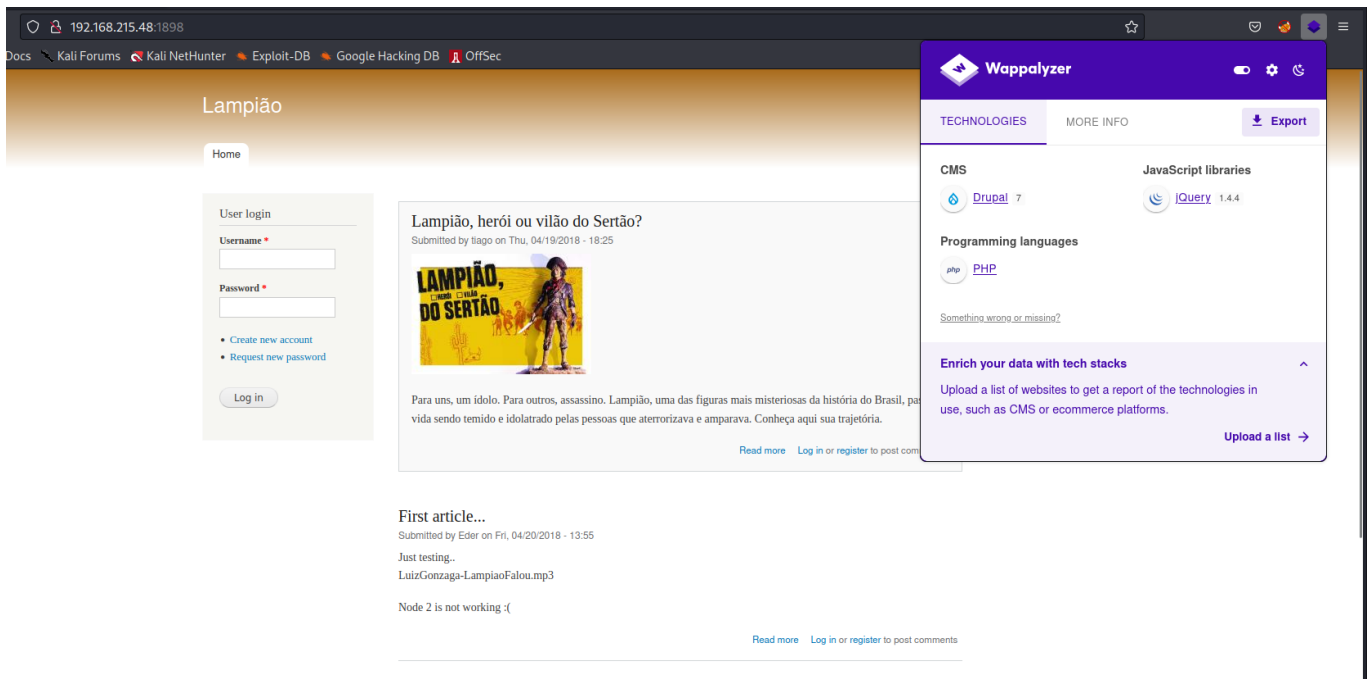 192.168.215.48:1898
Docs Kali Forums Kali NetHunter Exploit-DB Google Hacking DB OffSec
Lampião
Home
User login
Username *
Password *
Create new account
Request new password
Log in
Lampião, herói ou vilão do Sertão?
Submitted by tiago on Thu, 04/19/2018 - 18:25
LAMPIÃO,
HERÓI VILÃO
DO SERTÃO
Para uns, um ídolo. Para outros, assassino. Lampião, uma das figuras mais misteriosas da história do Brasil,
vida sendo temido e idolatrado pelas pessoas que aterrorizava e amparava. Conheça aqui sua trajetória.
Read more Log in or register to post com
First article...
Submitted by Eder on Fri, 04/20/2018 - 13:55
Just testing..
LuizGonzaga-LampiaoFalou.mp3
Node 2 is not working :(
Read more Log in or register to post comments
Wappalyzer
TECHNOLOGIES MORE INFO Export
CMS
Drupal 7
JavaScript libraries
jQuery 1.4.4
Programming languages
php PHP
Something wrong or missing?
Enrich your data with tech stacks
Upload a list of websites to get a report of the technologies in
use, such as CMS or ecommerce platforms.
Upload a list